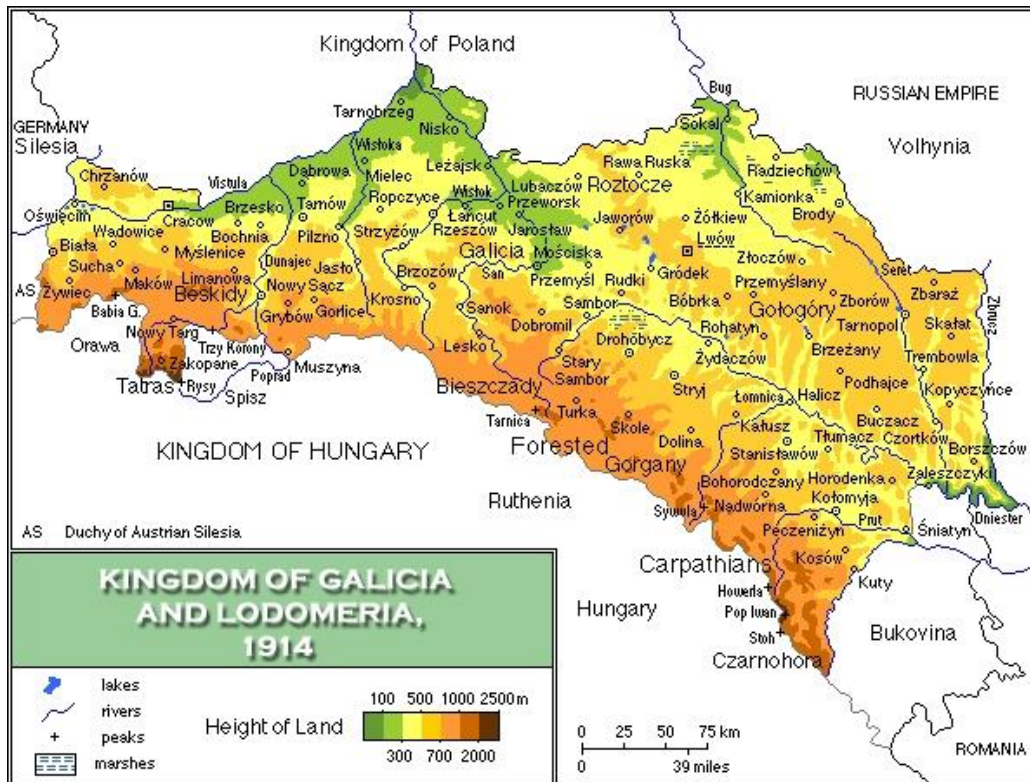 Kingdom of Poland
RUSSIAN EMPIRE
Volhynia
GERMANY
Silesia
Bug
Tarnobrzeg
Nisko
Sokal
Wisłoka
Leżajsk
Rawa Ruska
Radziechów
Chrzanów
Vistula
Dąbrowa
Mielec
Wisłok
Lubaczów
Roztocze
Kamionka
Oświęcim
Cracow
Brzesko
Tarnów
Ropczyce
Łańcut
Przeworsk
Jaworów
Żółkiew
Brody
Wadowice
Bochnia
Pilzno
Strzyżów
Rzeszów
Jarosław
Lwów
Biała
Myślenice
Galicia
Mościska
Złoczów
Sucha
Limanowa
Dunajec
Jasło
Brzozów
San
Przemyśl
Rudki
Gródek
Seret
AS
Żywiec
Maków
Beskidy
Nowy Sącz
Krosno
Sanok
Sambor
Bóbrka
Przemyślany
Zborów
Zbaraż
Zbrucz
Babia G.
Grybów
Gorlice
Dobromil
Gołogóry
Tarnopol
Skałat
Nowy Targ
Lesko
Drohóbycz
Rohatyn
Brzeżany
Orawa
Trzy Korony
Muszyna
Stary
Sambor
Żydaczów
Trembowla
Zakopane
Tatras
Rysy
Poprad
Spisz
Bieszczady
Stryj
Halicz
Podhajce
Kopyczyńce
Tarnica
Turka
Skole
Łomnica
Kałusz
Buczacz
Czortków
KINGDOM OF HUNGARY
Forested
Dolina
Stanisławów
Tłumacz
Borszczów
Gorgany
Bohorodczany
Horodenka
Zaleszczyki
Ruthenia
Sywula
Nadwórna
Kołomyja
Dniester
AS Duchy of Austrian Silesia
Peczeniżyn
Prut
Śniatyn
Carpathians
Kosów
Kuty
Howerla
Hungary
Pop Iwan
Bukovina
Stoh
Czarnohora
ROMANIA
KINGDOM OF GALICIA
AND LODOMERIA,
1914
lakes
rivers
peaks
marshes
Height of Land
100 500 1000 2500 m
300 700 2000
0 25 50 75 km
0 39 miles